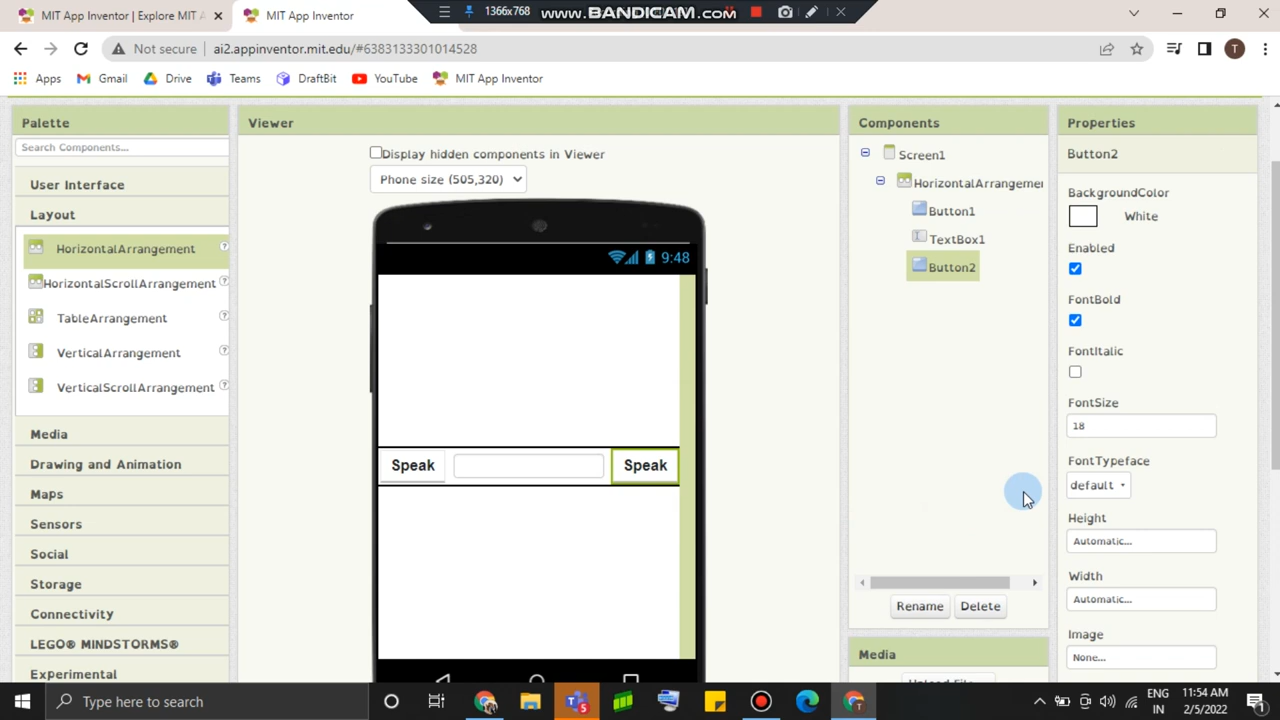 MIT App Inventor | Explore MIT A
MIT App Inventor
1366x768
www.BANDICAM.com
Not secure
ai2.appinventor.mit.edu/#6383133301014528
T
Apps
Gmail
Drive
Teams
DraftBit
YouTube
MIT App Inventor
Palette
Search Components...
User Interface
Layout
HorizontalArrangement
?
HorizontalScrollArrangement
?
TableArrangement
?
VerticalArrangement
?
VerticalScrollArrangement
?
Media
Drawing and Animation
Maps
Sensors
Social
Storage
Connectivity
LEGO® MINDSTORMS®
Experimental
Viewer
Display hidden components in Viewer
Phone size (505,320)
9:48
Speak
Speak
Components
Screen1
HorizontalArrangemer
Button1
TextBox1
Button2
Rename
Delete
Media
Upload File
Properties
Button2
BackgroundColor
White
Enabled
FontBold
FontItalic
FontSize
18
FontTypeface
default
Height
Automatic...
Width
Automatic...
Image
None...
Type here to search
ENG
IN
11:54 AM
2/5/2022